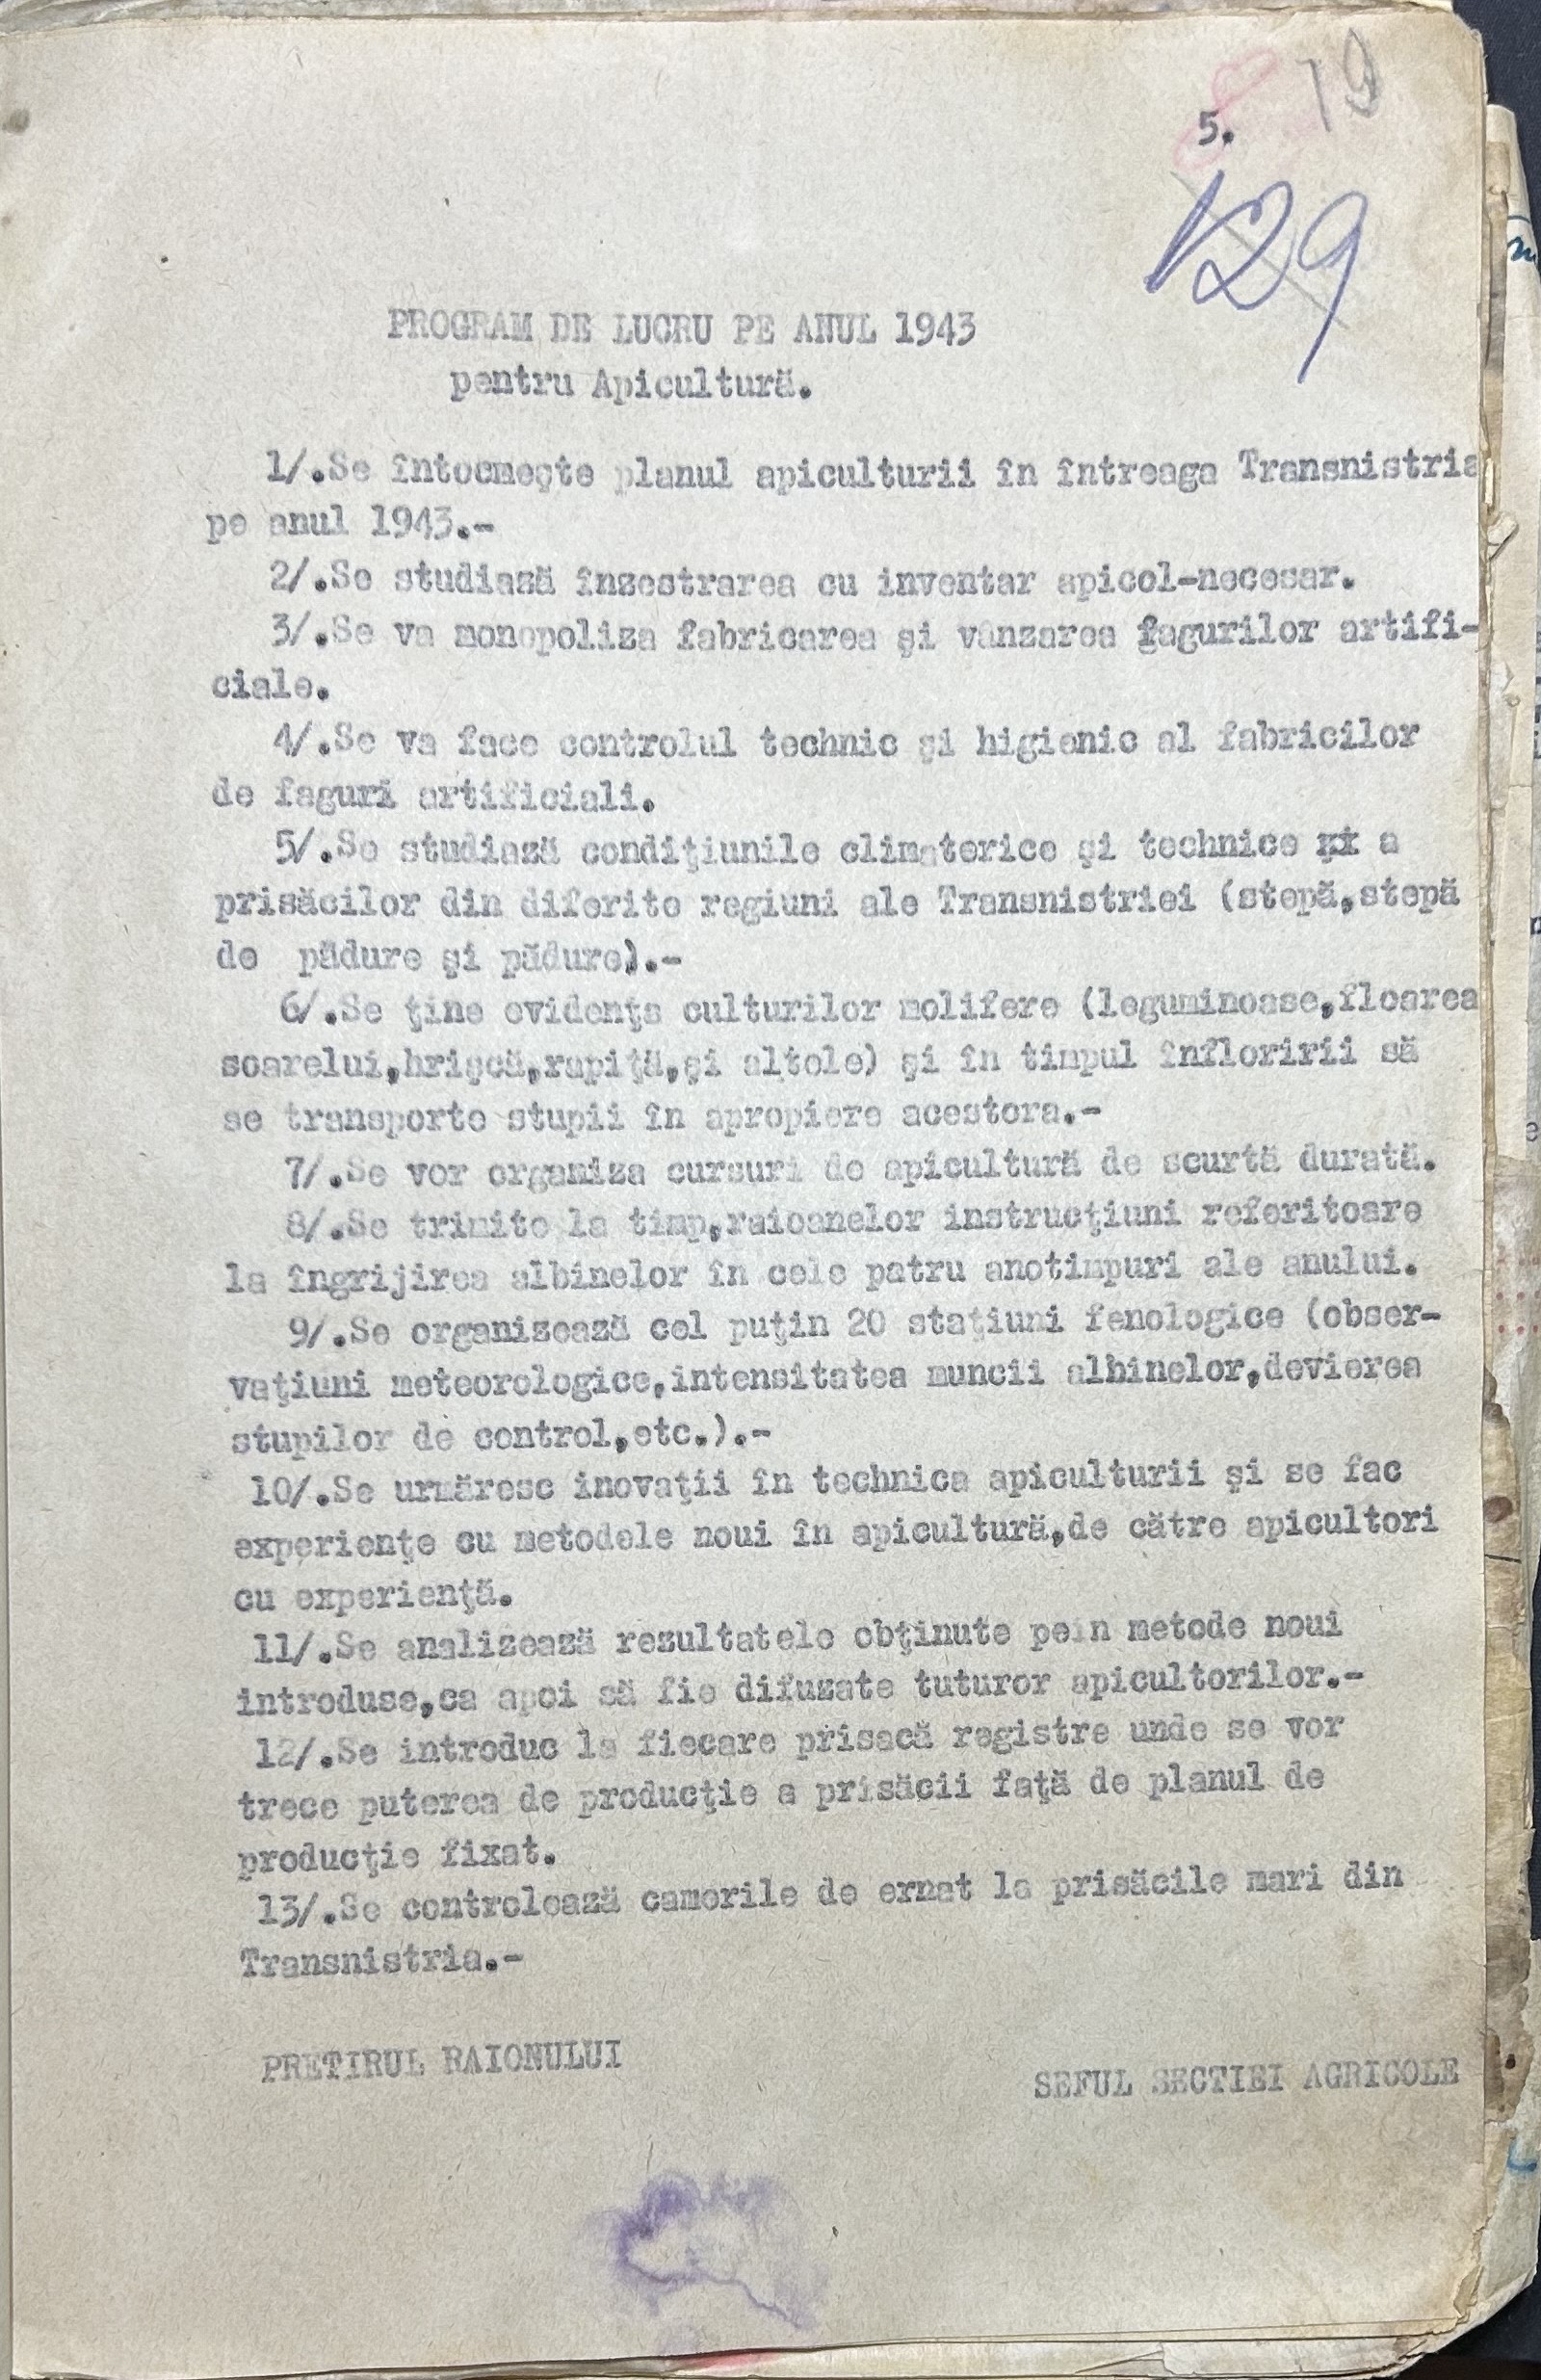 5.
19
129
PROGRAM DE LUCRU PE ANUL 1943
pentru Apicultură.
1/.Se întocmeşte planul apiculturii în întreaga Transnistria
pe anul 1943.-
2/.Se studiază înzestrarea cu inventar apicol-necesar.
3/.Se va monopoliza fabricarea şi vânzarea fagurilor artifi-
ciale.
4/.Se va face controlul technic şi higienic al fabricilor
de faguri artificiali.
5/.Se studiază condiţiunile climaterice şi technice xx a
prisăcilor din diferite regiuni ale Transnistriei (stepă,stepă
de pădure şi pădure).-
6/.Se ţine evidenţa culturilor melifere (leguminoase,floarea
soarelui,hrişcă,rapiţă,şi altele) şi în timpul înfloririi să
se transporte stupii în apropiere acestora.-
7/.Se vor organiza cursuri de apicultură de scurtă durată.
8/.Se trimite la timp,raioanelor instrucţiuni referitoare
la îngrijirea albinelor în cele patru anotimpuri ale anului.
9/.Se organizează cel puţin 20 staţiuni fenologice (obser-
vaţiuni meteorologice,intensitatea muncii albinelor,devierea
stupilor de control,etc.).-
10/.Se urmăresc inovaţii în technica apiculturii şi se fac
experienţe cu metodele noui în apicultură,de către apicultori
cu experienţă.
11/.Se analizează rezultatele obţinute pein metode noui
introduse,ca apoi să fie difuzate tuturor apicultorilor.-
12/.Se introduc la fiecare prisacă registre unde se vor
trece puterea de producţie a prisăcii faţă de planul de
producţie fixat.
13/.Se controlează camerile de ernat la prisăcile mari din
Transnistria.-
PRETIRUL RAIONULUI
SEFUL SECTIEI AGRICOLE